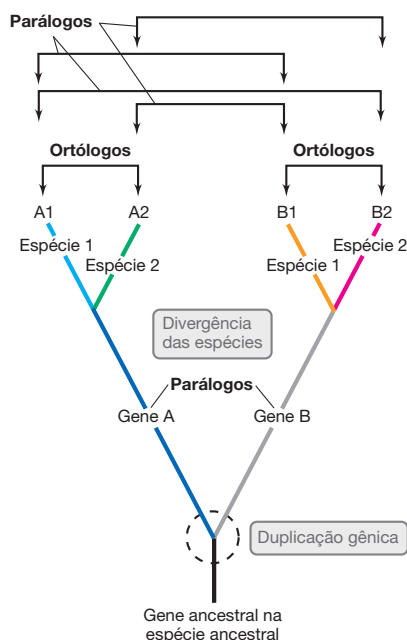 Parálogos
Ortólogos
Ortólogos
A1
A2
B1
B2
Espécie 1
Espécie 2
Espécie 1
Espécie 2
Divergência
das espécies
Parálogos
Gene A
Gene B
Duplicação gênica
Gene ancestral na
espécie ancestral